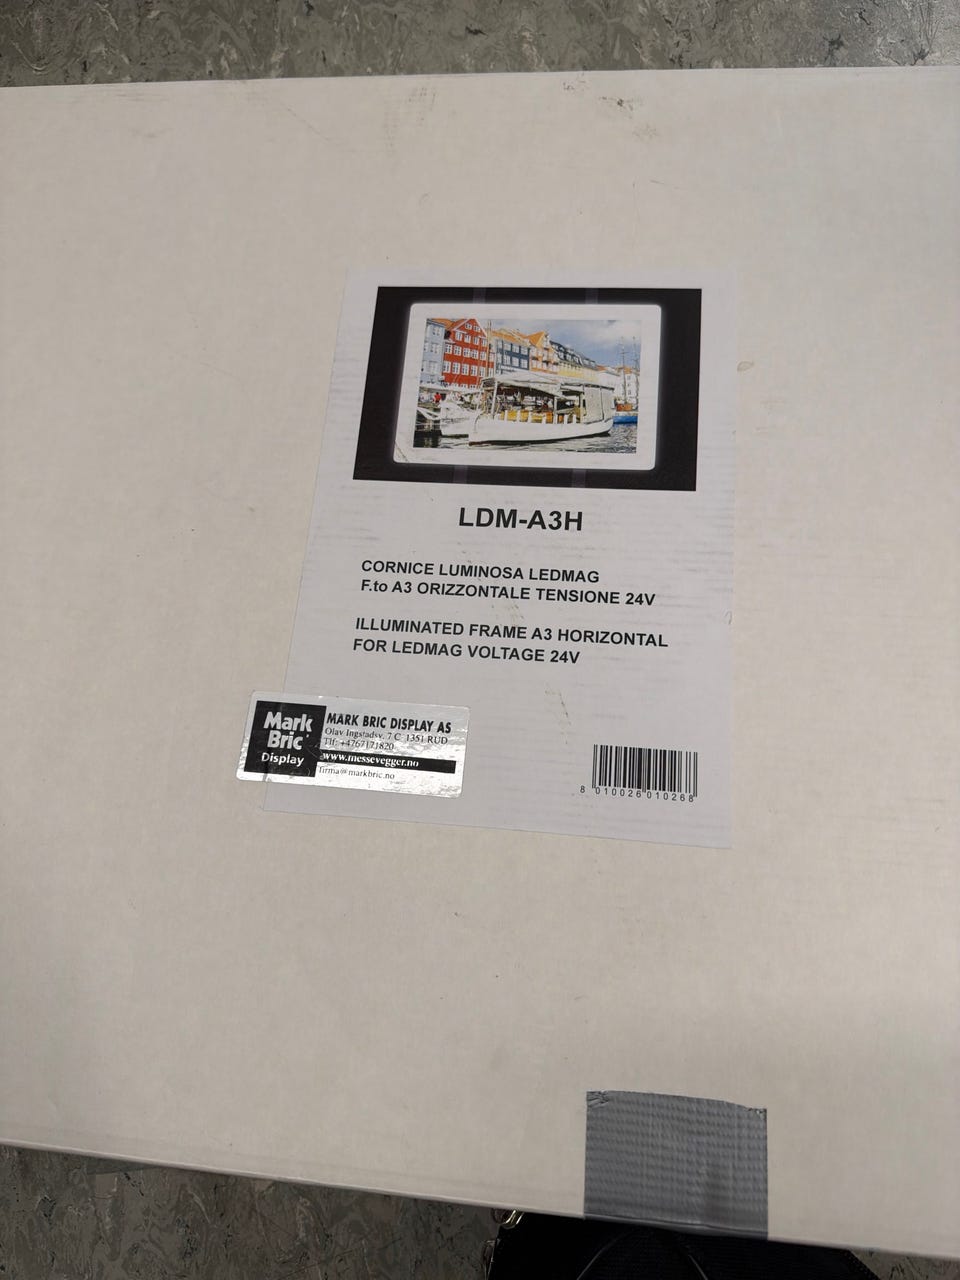 LDM-A3H
CORNICE LUMINOSA LEDMAG
F.to A3 ORIZZONTALE TENSIONE 24V
ILLUMINATED FRAME A3 HORIZONTAL
FOR LEDMAG VOLTAGE 24V
Mark
Bric
Display
MARK BRIC DISPLAY AS
Olav Ingstadsv. 7 C 1351 RUD
Tlf: +4767171820
www.messevegger.no
firma@markbric.no
8 010026 010268